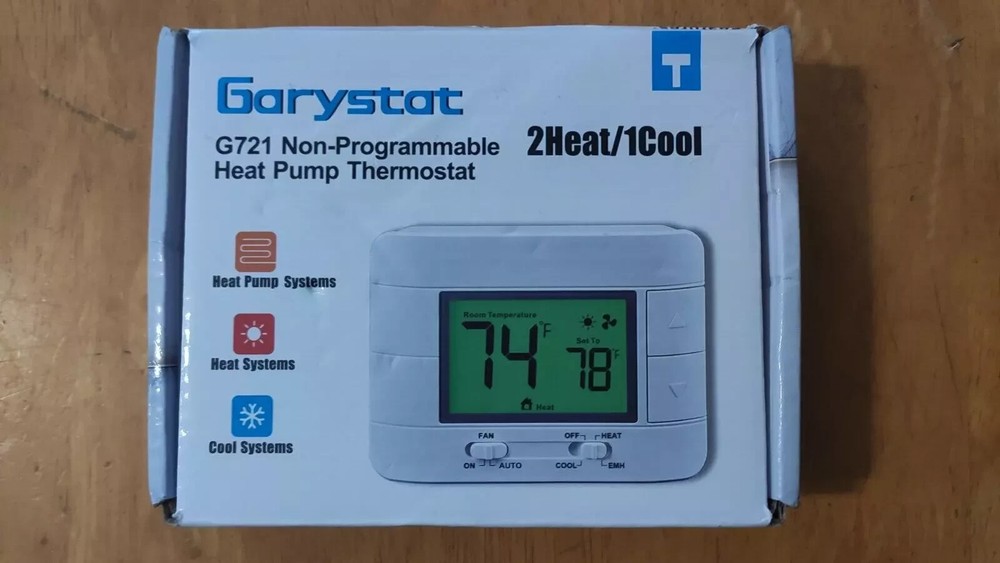 T
Garystat
G721 Non-Programmable
Heat Pump Thermostat
2Heat/1Cool
Heat Pump Systems
Heat Systems
Cool Systems
Room Temperature
74°F
Set To
78°F
Heat
FAN
ON AUTO
OFF HEAT
COOL EMH